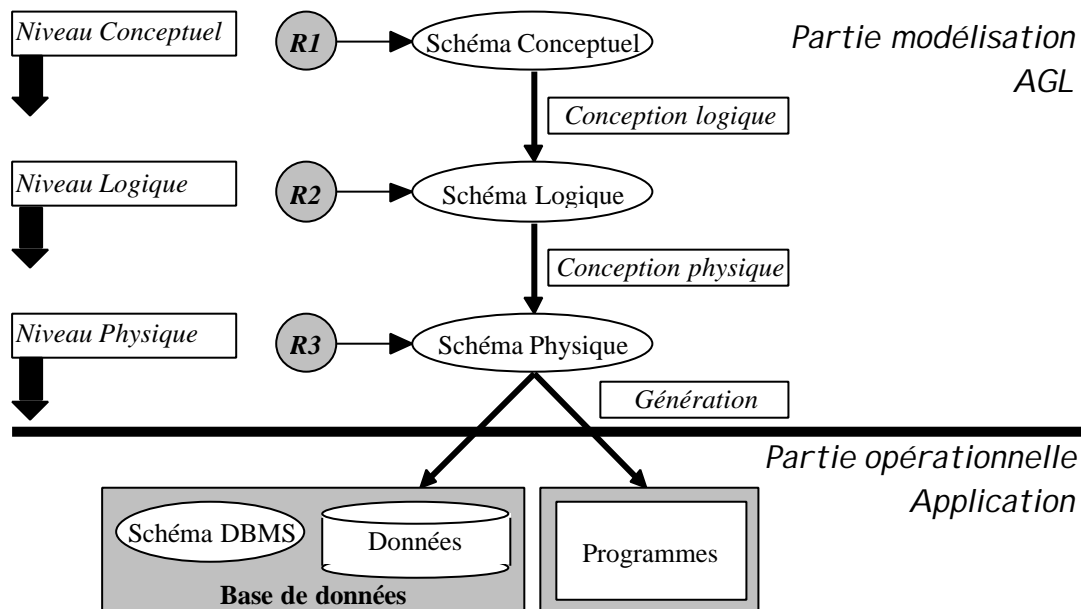 Niveau Conceptuel
R1
Schéma Conceptuel
Partie modélisation
AGL
Conception logique
Niveau Logique
R2
Schéma Logique
Conception physique
Niveau Physique
R3
Schéma Physique
Génération
Partie opérationnelle
Application
Schéma DBMS
Données
Programmes
Base de données